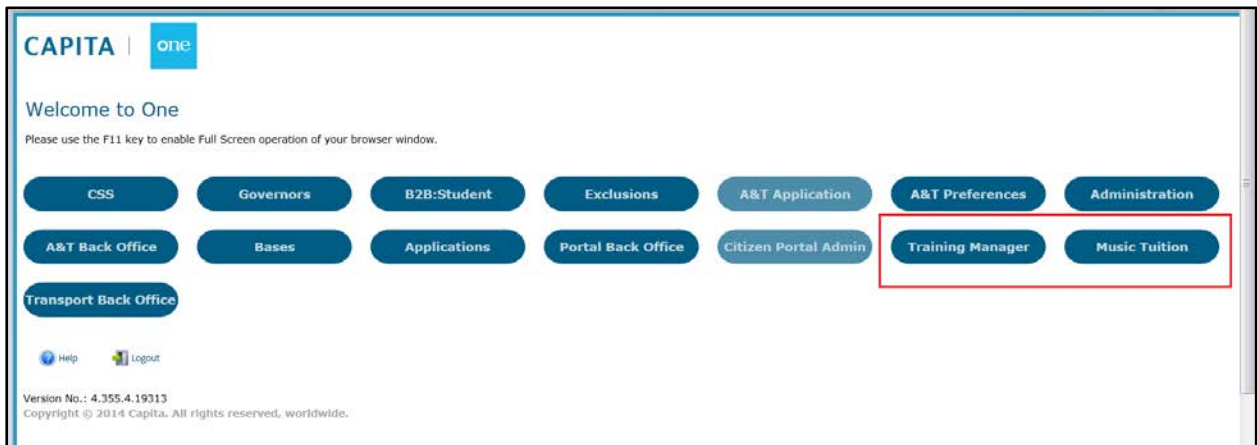 CAPITA | one
Welcome to One
Please use the F11 key to enable Full Screen operation of your browser window.
CSS Governors B2B:Student Exclusions A&T Application A&T Preferences Administration
A&T Back Office Bases Applications Portal Back Office Citizen Portal Admin Training Manager Music Tuition
Transport Back Office
Help Logout
Version No.: 4.355.4.19313
Copyright © 2014 Capita. All rights reserved, worldwide.